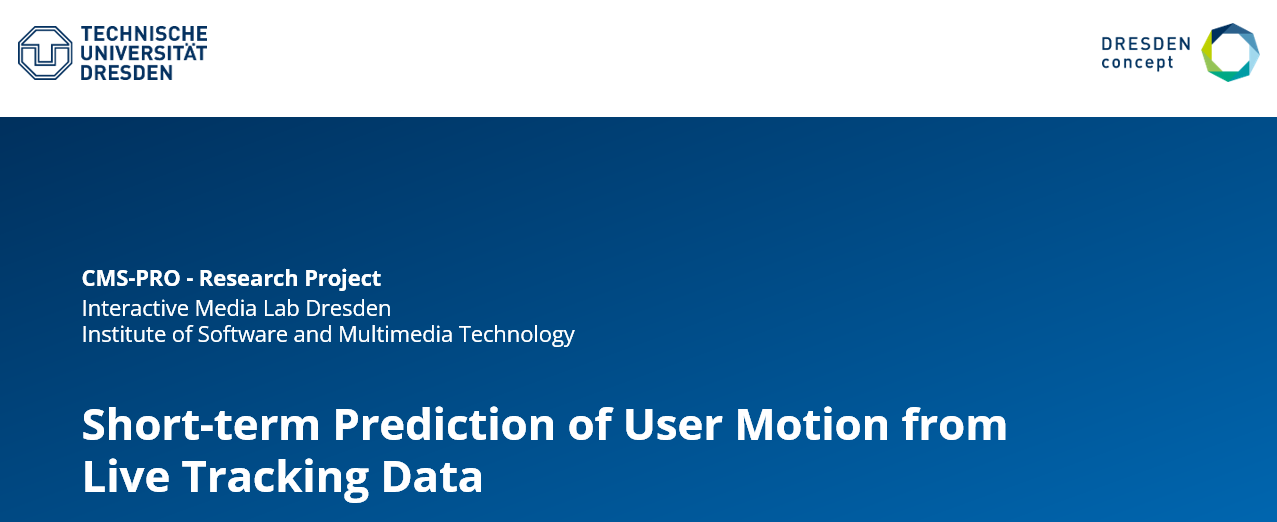 TECHNISCHE
UNIVERSITÄT
DRESDEN
DRESDEN
concept
CMS-PRO - Research Project
Interactive Media Lab Dresden
Institute of Software and Multimedia Technology
Short-term Prediction of User Motion from
Live Tracking Data